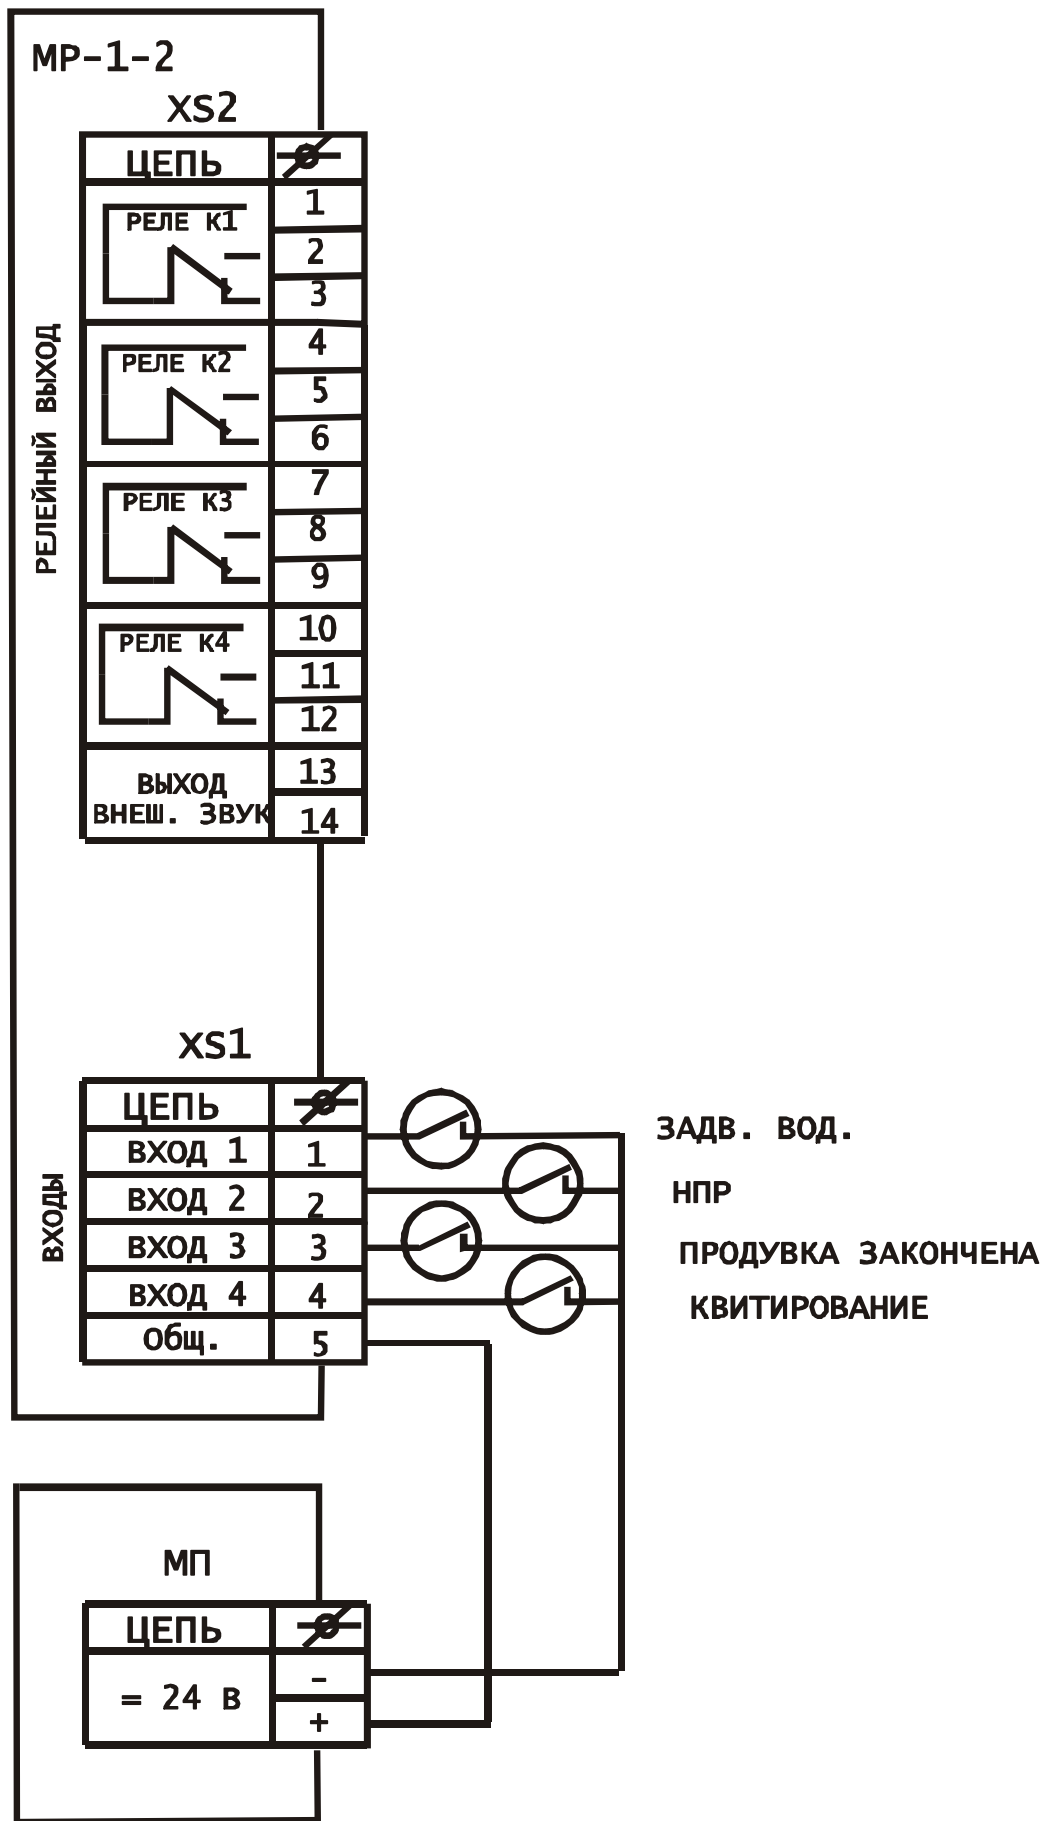 МР-1-2
XS2
ЦЕПЬ
РЕЛЕЙНЫЙ ВЫХОД
РЕЛЕ К1
1
2
3
РЕЛЕ К2
4
5
6
РЕЛЕ К3
7
8
9
РЕЛЕ К4
10
11
12
ВЫХОД
ВНЕШ. ЗВУК
13
14
XS1
ЦЕПЬ
ВХОДЫ
ВХОД 1 1 ЗАДВ. ВОД.
ВХОД 2 2 НПР
ВХОД 3 3 ПРОДУВКА ЗАКОНЧЕНА
ВХОД 4 4 КВИТИРОВАНИЕ
Общ. 5
МП
ЦЕПЬ
= 24 В
-
+